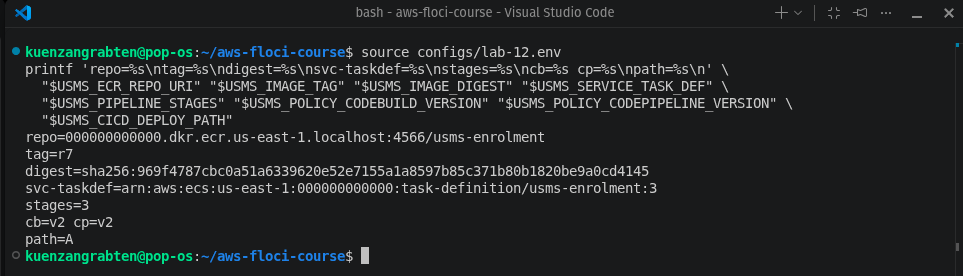 bash - aws-floci-course - Visual Studio Code
kuenzangrabten@pop-os:~/aws-floci-course$ source configs/lab-12.env
printf 'repo=%s\ntag=%s\ndigest=%s\nsvc-taskdef=%s\nstages=%s\ncb=%s cp=%s\npath=%s\n' \
  "$USMS_ECR_REPO_URI" "$USMS_IMAGE_TAG" "$USMS_IMAGE_DIGEST" "$USMS_SERVICE_TASK_DEF" \
  "$USMS_PIPELINE_STAGES" "$USMS_POLICY_CODEBUILD_VERSION" "$USMS_POLICY_CODEPIPELINE_VERSION" \
  "$USMS_CICD_DEPLOY_PATH"
repo=000000000000.dkr.ecr.us-east-1.localhost:4566/usms-enrolment
tag=r7
digest=sha256:969f4787cbc0a51a6339620e52e7155a1a8597b85c371b80b1820be9a0cd4145
svc-taskdef=arn:aws:ecs:us-east-1:000000000000:task-definition/usms-enrolment:3
stages=3
cb=v2 cp=v2
path=A
kuenzangrabten@pop-os:~/aws-floci-course$